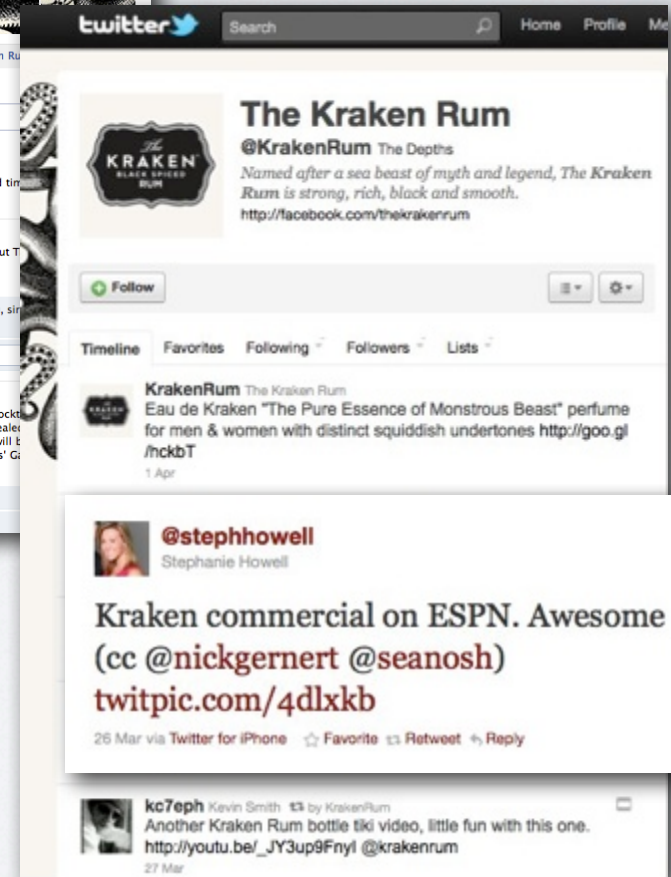 twitter
Search
Home Profile Me
The Kraken Rum
@KrakenRum The Depths
Named after a sea beast of myth and legend, The Kraken
Rum is strong, rich, black and smooth.
http://facebook.com/thekrakenrum
The
KRAKEN
BLACK SPICED
RUM
Follow
Timeline Favorites Following Followers Lists
KrakenRum The Kraken Rum
Eau de Kraken "The Pure Essence of Monstrous Beast" perfume
for men & women with distinct squiddish undertones http://goo.gl
/hckbT
1 Apr
@stephhowell
Stephanie Howell
Kraken commercial on ESPN. Awesome
(cc @nickgernert @seanosh)
twitpic.com/4dlxkb
26 Mar via Twitter for iPhone Favorite Retweet Reply
kc7eph Kevin Smith by KrakenRum
Another Kraken Rum bottle tiki video, little fun with this one.
http://youtu.be/_JY3up9FnyI @krakenrum
27 Mar